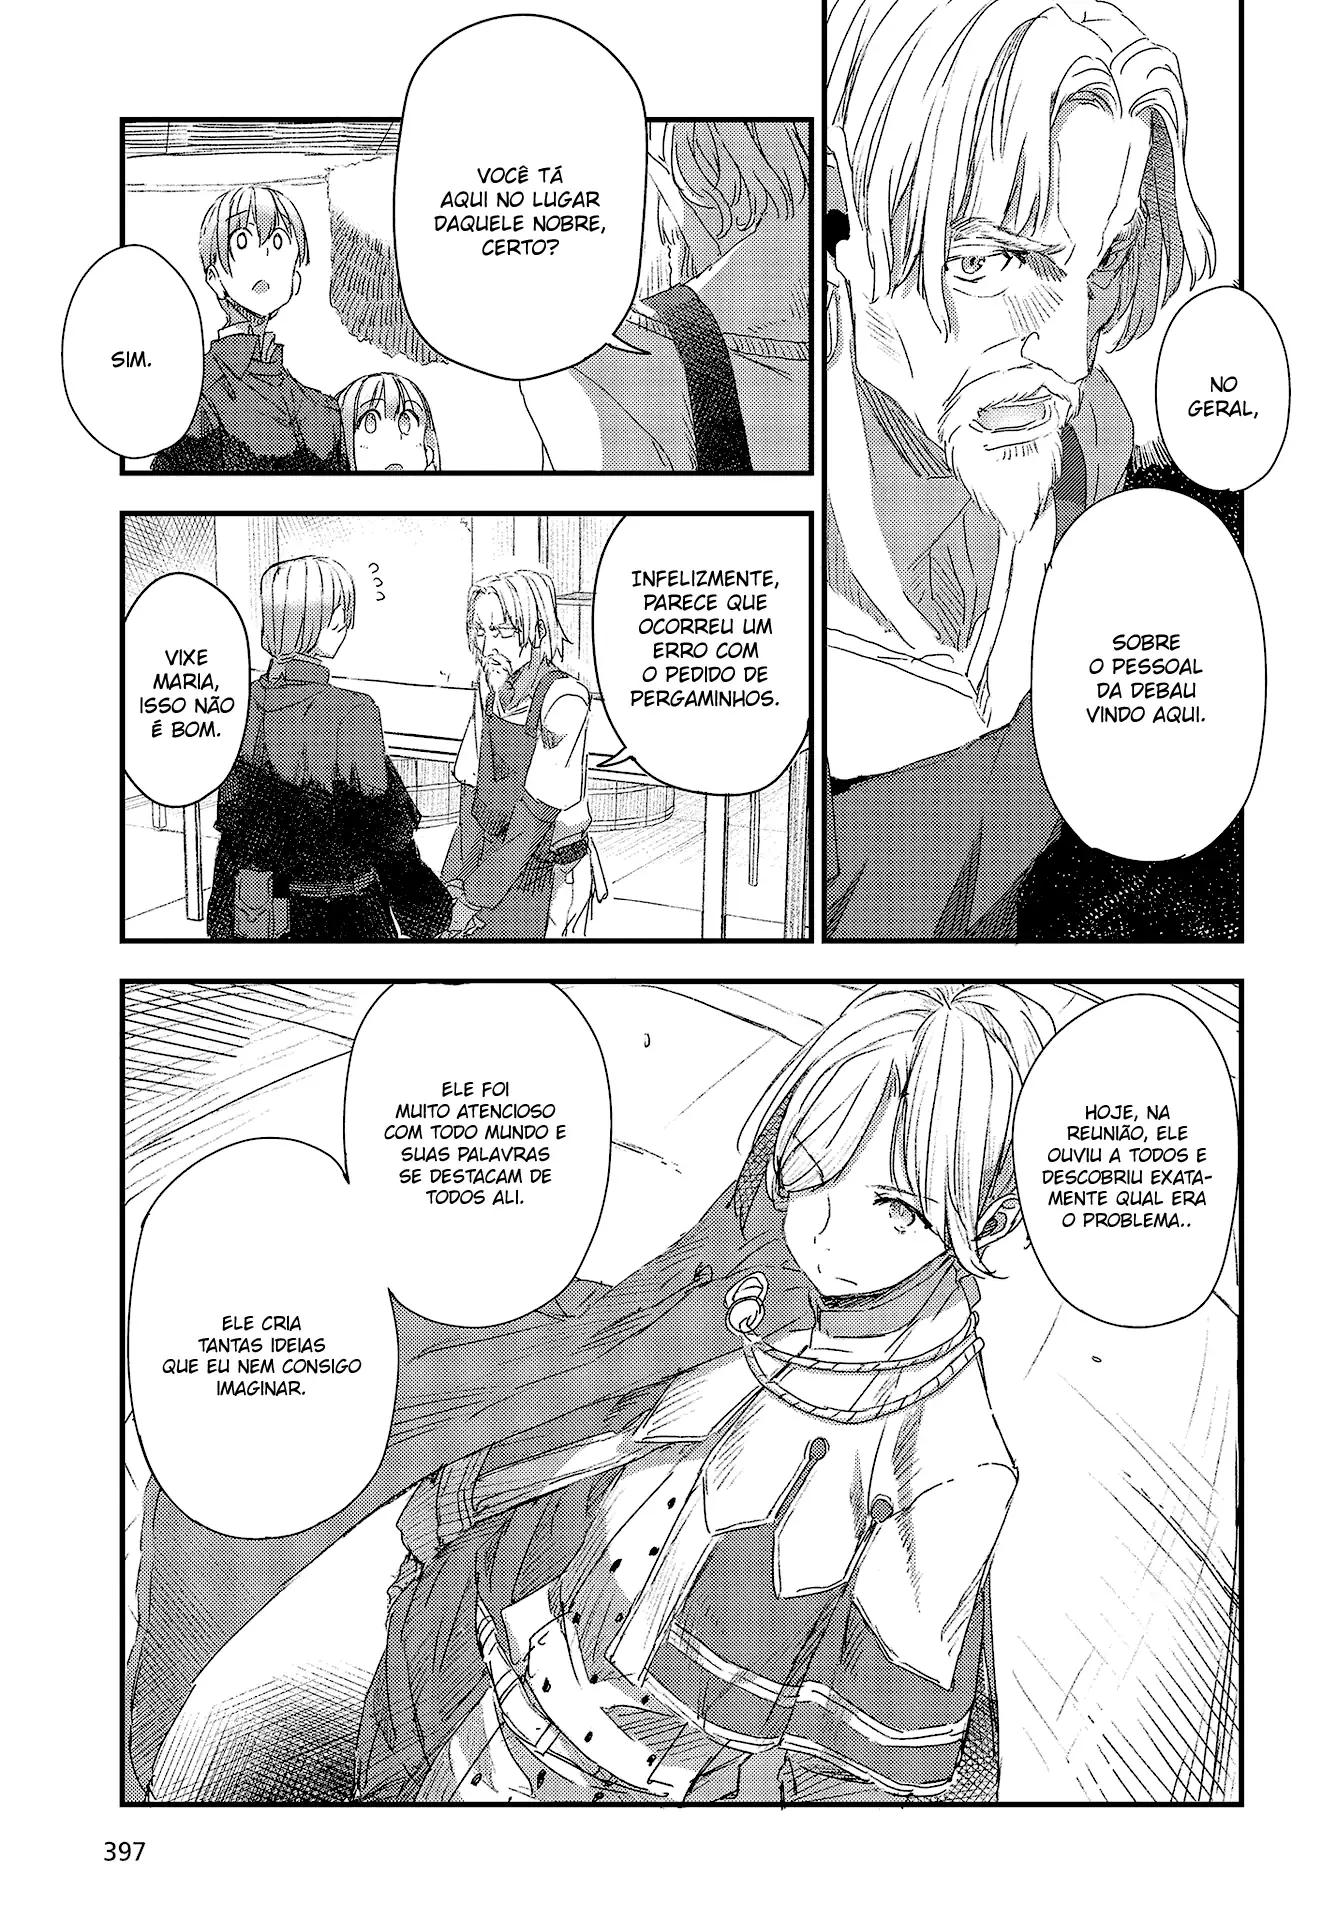 NO
GERAL,
SOBRE
O PESSOAL
DA DEBAU
VINDO AQUI.
VOCÊ TÁ
AQUI NO LUGAR
DAQUELE NOBRE,
CERTO?
SIM.
INFELIZMENTE,
PARECE QUE
OCORREU UM
ERRO COM
O PEDIDO DE
PERGAMINHOS.
VIXE
MARIA,
ISSO NÃO
É BOM.
HOJE, NA
REUNIÃO, ELE
OUVIU A TODOS E
DESCOBRIU EXATA-
MENTE QUAL ERA
O PROBLEMA..
ELE FOI
MUITO ATENCIOSO
COM TODO MUNDO E
SUAS PALAVRAS
SE DESTACAM DE
TODOS ALI.
ELE CRIA
TANTAS IDEIAS
QUE EU NEM CONSIGO
IMAGINAR.
397